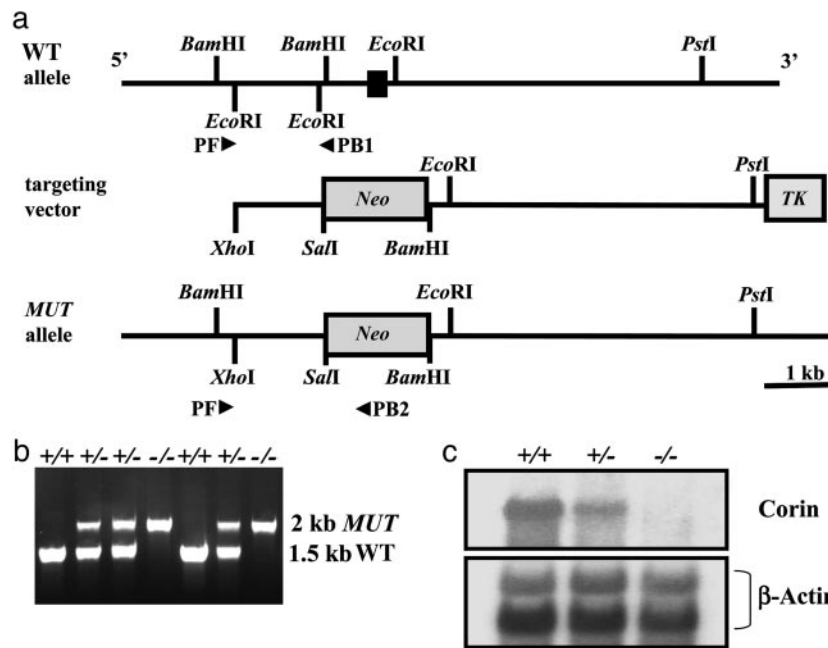 a
WT
allele
5’
BamHI
BamHI
EcoRI
PstI
3’
EcoRI
EcoRI
PF
PB1
targeting
vector
Neo
EcoRI
PstI
TK
XhoI
SalI
BamHI
MUT
allele
BamHI
Neo
EcoRI
PstI
XhoI
SalI
BamHI
1 kb
PF
PB2
b
+/+ +/- +/- -/- +/+ +/- -/-
2 kb MUT
1.5 kb WT
c
+/+ +/- -/-
Corin
β-Actin